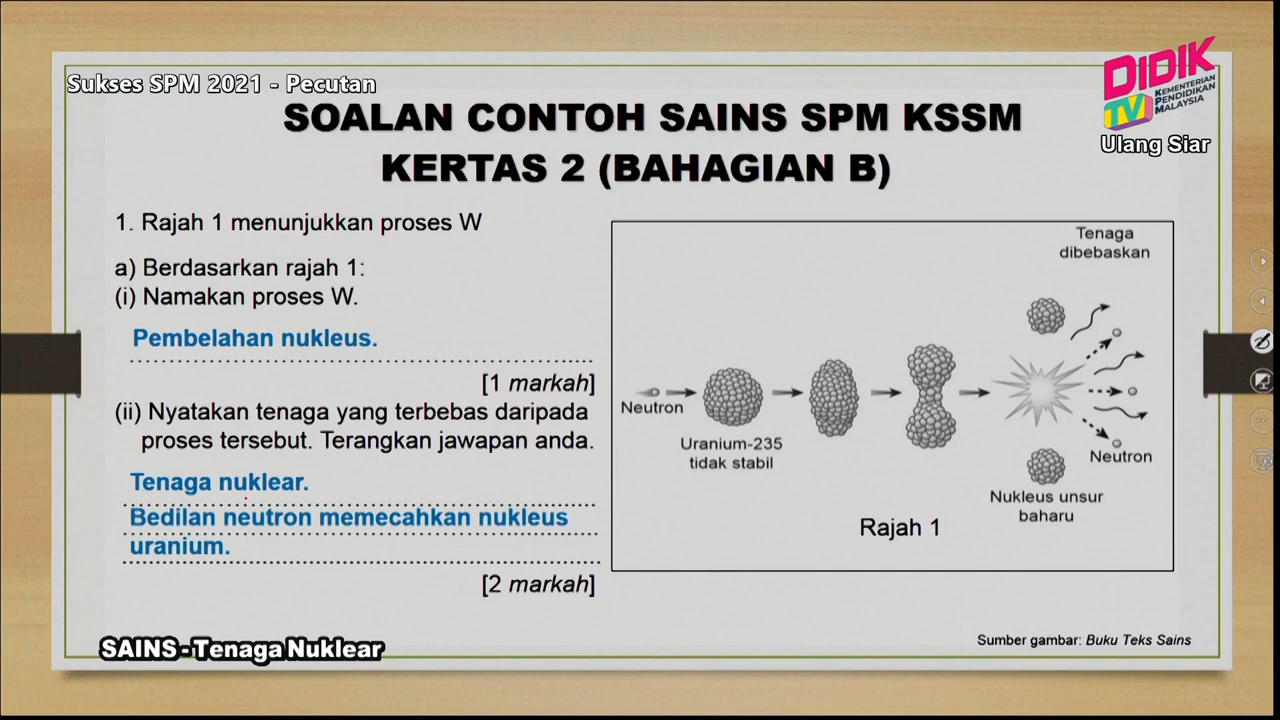 Sukses SPM 2021 - Pecutan
DIDIK
TV
KEMENTERIAN
PENDIDIKAN
MALAYSIA
Ulang Siar
SOALAN CONTOH SAINS SPM KSSM
KERTAS 2 (BAHAGIAN B)
1. Rajah 1 menunjukkan proses W
a) Berdasarkan rajah 1:
(i) Namakan proses W.
Pembelahan nukleus.
[1 markah]
(ii) Nyatakan tenaga yang terbebas daripada
proses tersebut. Terangkan jawapan anda.
Tenaga nuklear.
Bedilan neutron memecahkan nukleus
uranium.
[2 markah]
Tenaga
dibebaskan
Neutron
Uranium-235
tidak stabil
Neutron
Nukleus unsur
baharu
Rajah 1
Sumber gambar: Buku Teks Sains
SAINS - Tenaga Nuklear